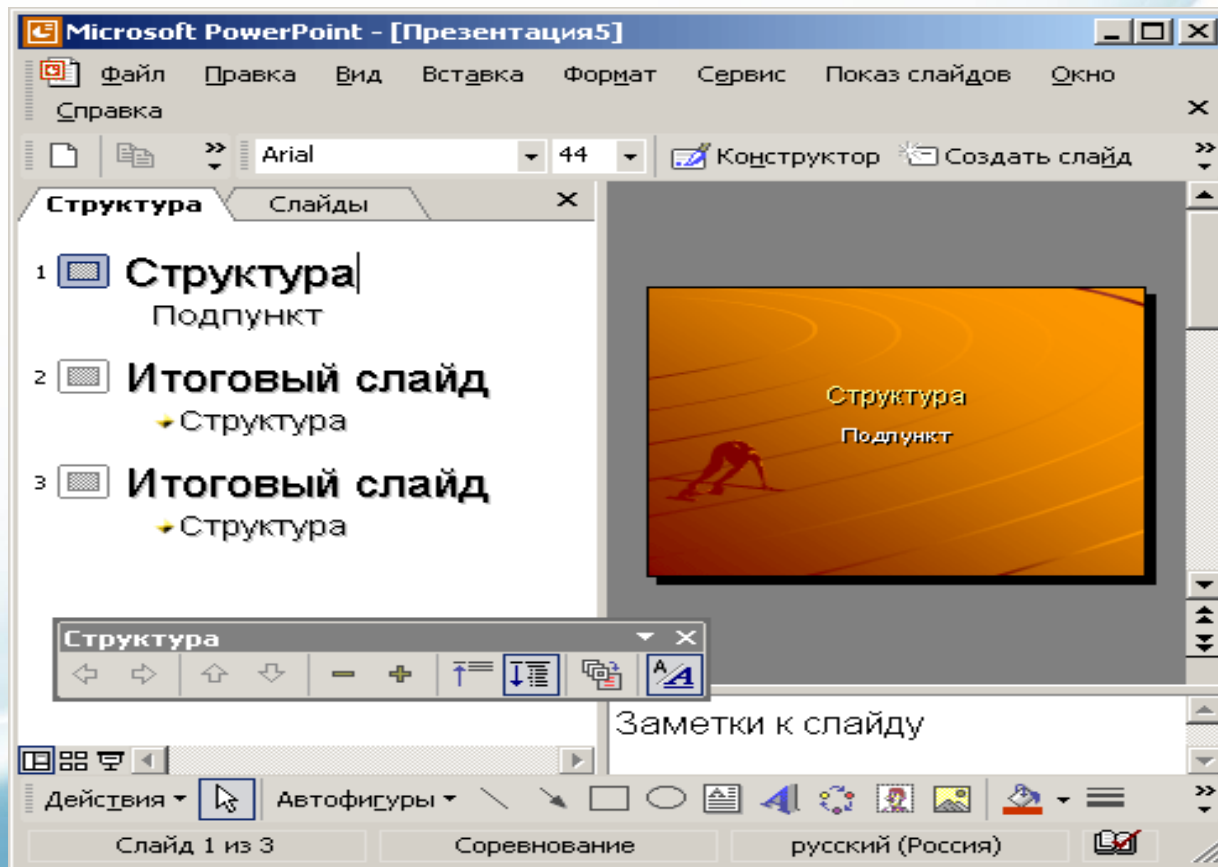 Microsoft PowerPoint - [Презентация5]
Файл Правка Вид Вставка Формат Сервис Показ слайдов Окно
Справка
Arial 44 Конструктор Создать слайд
Структура Слайды
1 Структура
Подпункт
2 Итоговый слайд
Структура
3 Итоговый слайд
Структура
Структура
Подпункт
Структура
Заметки к слайду
Действия Автофигуры
Слайд 1 из 3 Соревнование русский (Россия)